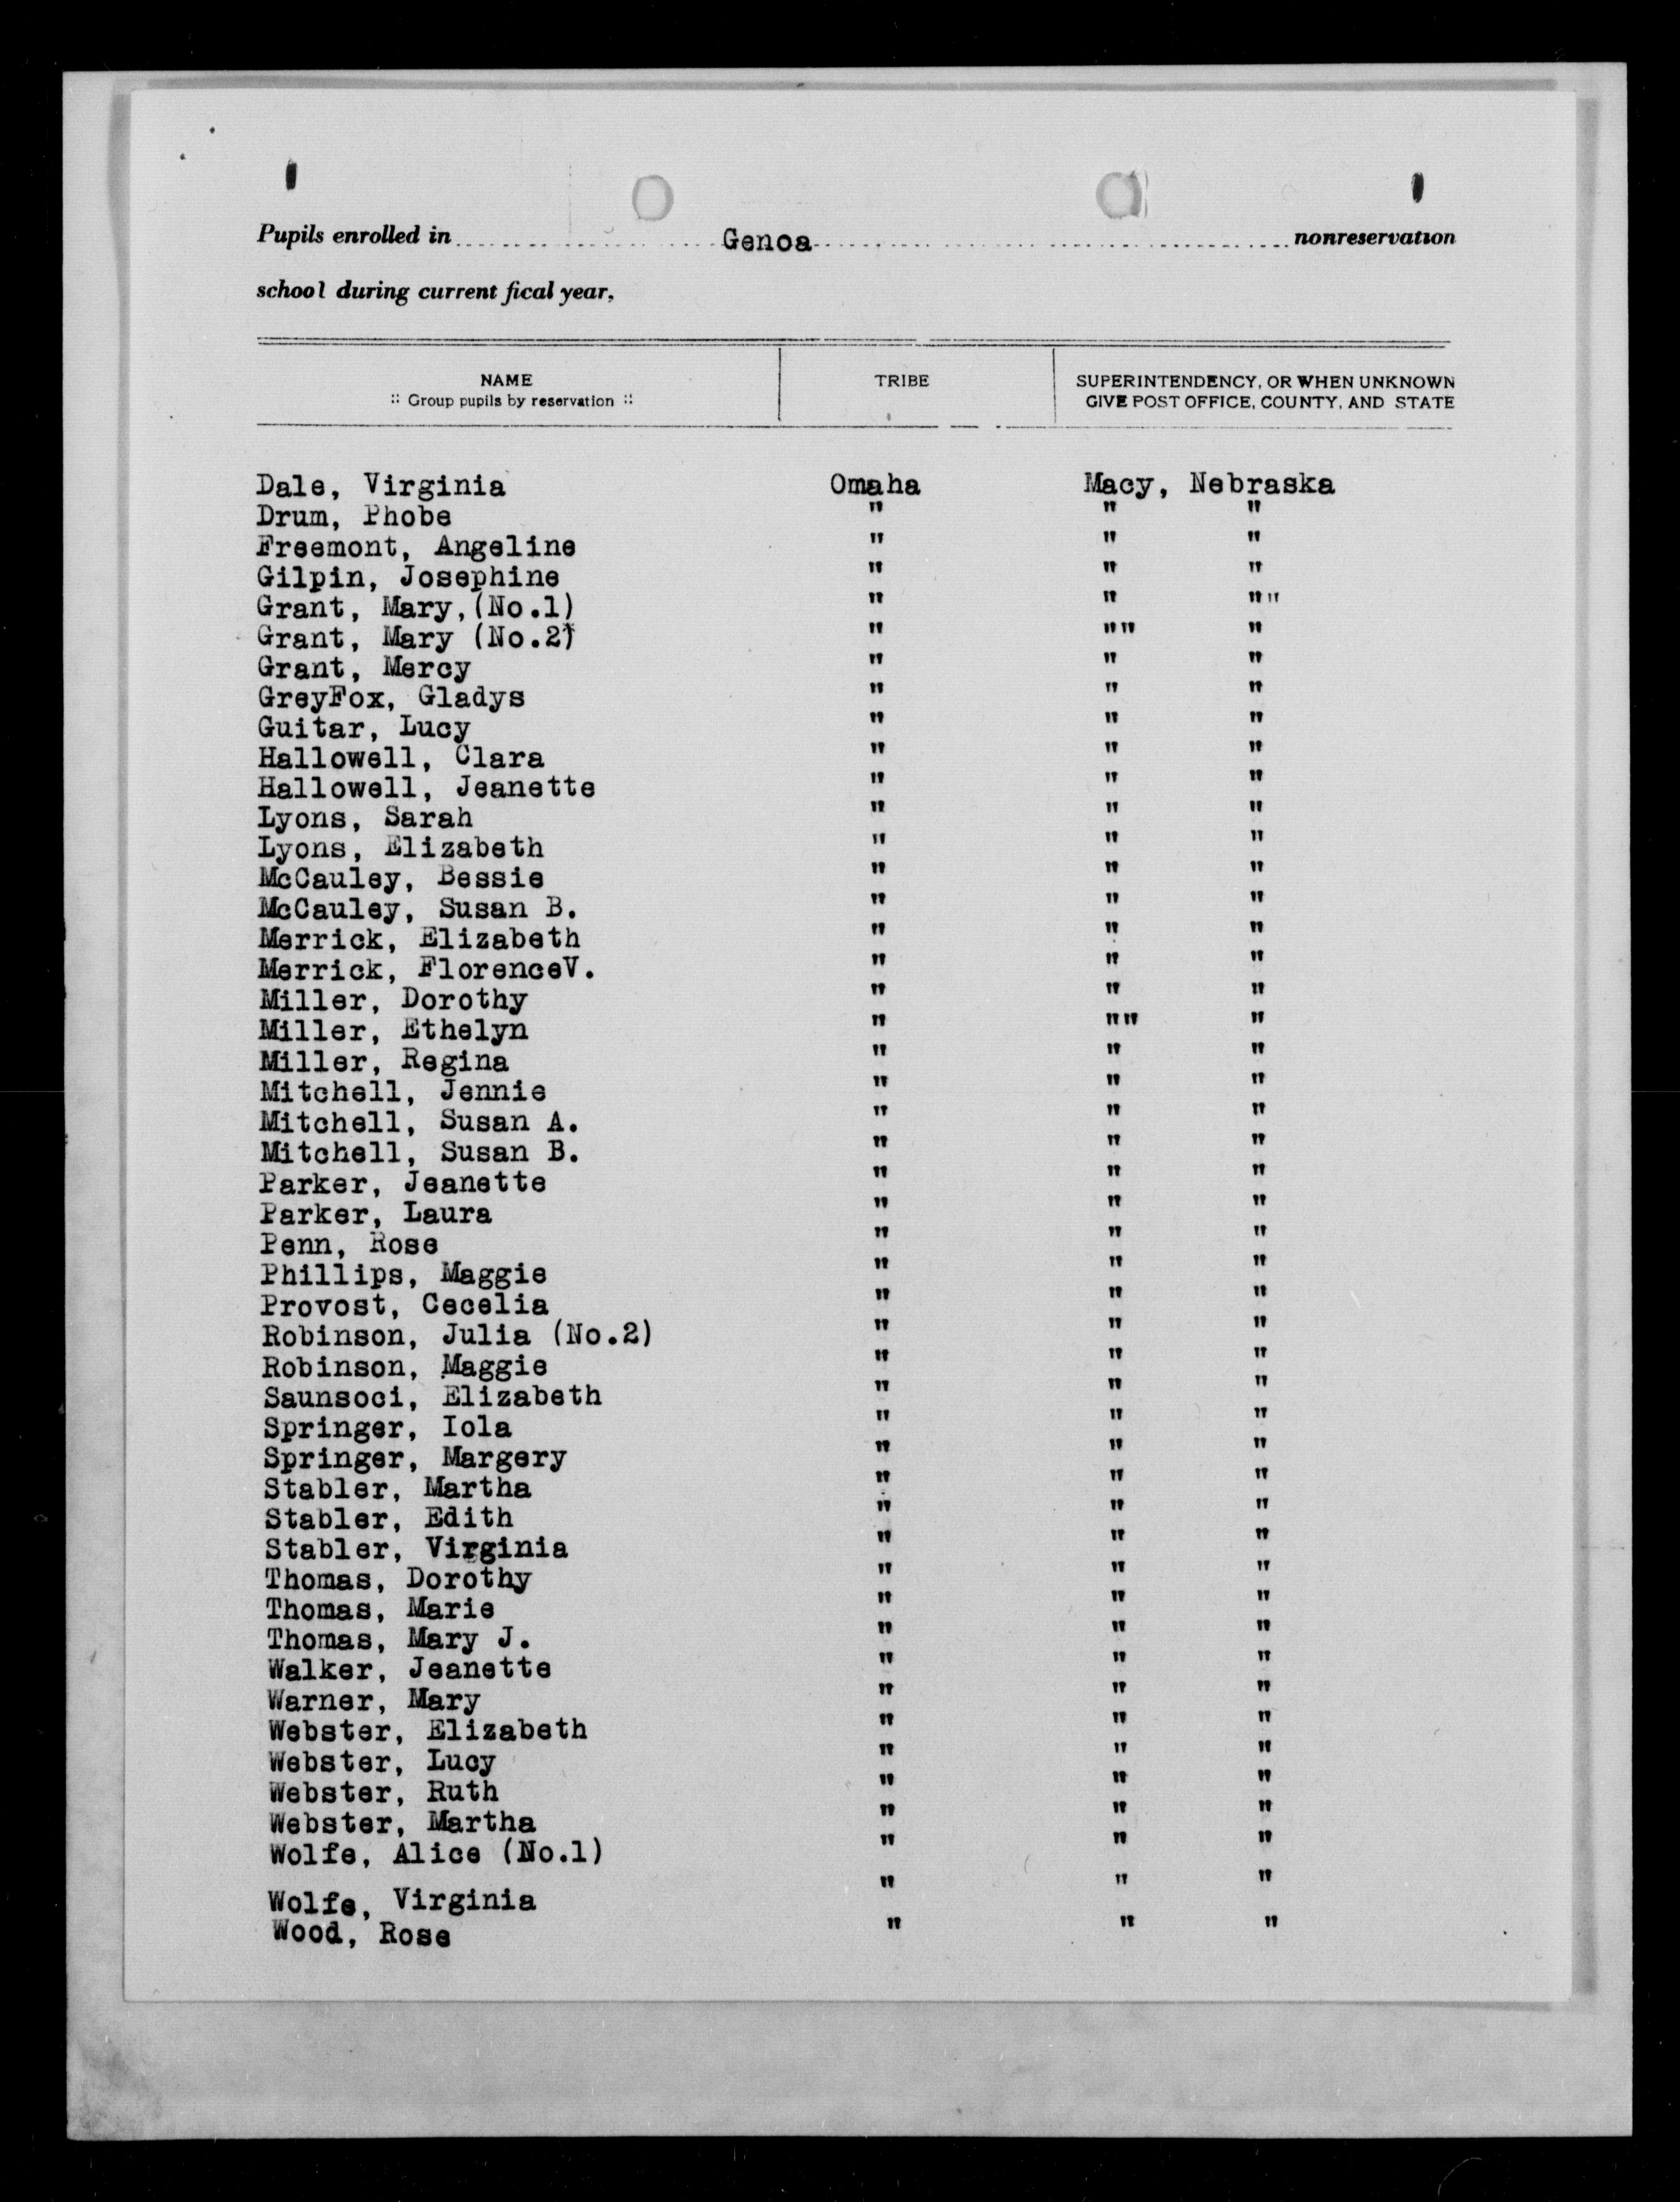 Pupils enrolled in Genoa nonreservation
school during current fical year.
NAME TRIBE SUPERINTENDENCY, OR WHEN UNKNOWN
:: Group pupils by reservation :: GIVE POST OFFICE, COUNTY, AND STATE
Dale, Virginia Omaha Macy, Nebraska
Drum, Phobe " " "
Freemont, Angeline " " "
Gilpin, Josephine " " "
Grant, Mary,(No.1) " " ""
Grant, Mary (No.2) " "" "
Grant, Mercy " " "
GreyFox, Gladys " " "
Guitar, Lucy " " "
Hallowell, Clara " " "
Hallowell, Jeanette " " "
Lyons, Sarah " " "
Lyons, Elizabeth " " "
McCauley, Bessie " " "
McCauley, Susan B. " " "
Merrick, Elizabeth " " "
Merrick, FlorenceV. " " "
Miller, Dorothy " " "
Miller, Ethelyn " "" "
Miller, Regina " " "
Mitchell, Jennie " " "
Mitchell, Susan A. " " "
Mitchell, Susan B. " " "
Parker, Jeanette " " "
Parker, Laura " " "
Penn, Rose " " "
Phillips, Maggie " " "
Provost, Cecelia " " "
Robinson, Julia (No.2) " " "
Robinson, Maggie " " "
Saunsoci, Elizabeth " " "
Springer, Iola " " "
Springer, Margery " " "
Stabler, Martha " " "
Stabler, Edith " " "
Stabler, Virginia " " "
Thomas, Dorothy " " "
Thomas, Marie " " "
Thomas, Mary J. " " "
Walker, Jeanette " " "
Warner, Mary " " "
Webster, Elizabeth " " "
Webster, Lucy " " "
Webster, Ruth " " "
Webster, Martha " " "
Wolfe, Alice (No.1) " " "
Wolfe, Virginia " " "
Wood, Rose " " "